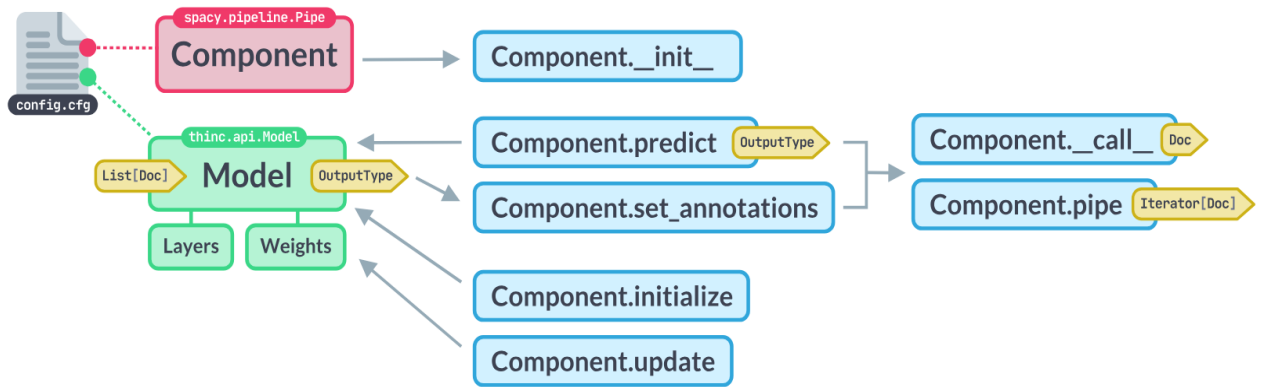 spacy.pipeline.Pipe
Component
Component.__init__
config.cfg
thinc.api.Model
List[Doc]
Model
OutputType
Layers
Weights
Component.predict
OutputType
Component.set_annotations
Component.__call__
Doc
Component.pipe
Iterator[Doc]
Component.initialize
Component.update